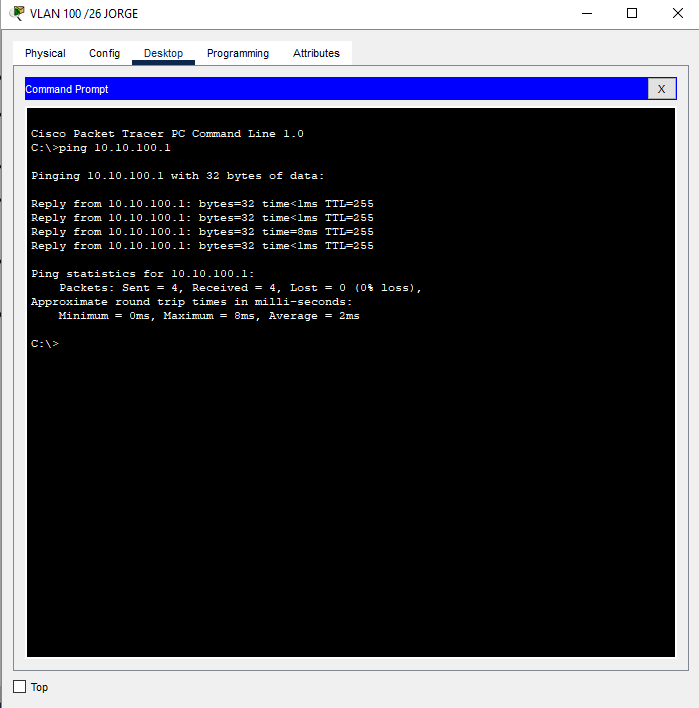 VLAN 100 /26 JORGE
Physical Config Desktop Programming Attributes
Command Prompt X
Cisco Packet Tracer PC Command Line 1.0
C:\>ping 10.10.100.1
Pinging 10.10.100.1 with 32 bytes of data:
Reply from 10.10.100.1: bytes=32 time<1ms TTL=255
Reply from 10.10.100.1: bytes=32 time<1ms TTL=255
Reply from 10.10.100.1: bytes=32 time=8ms TTL=255
Reply from 10.10.100.1: bytes=32 time<1ms TTL=255
Ping statistics for 10.10.100.1:
Packets: Sent = 4, Received = 4, Lost = 0 (0% loss),
Approximate round trip times in milli-seconds:
Minimum = 0ms, Maximum = 8ms, Average = 2ms
C:\>
Top